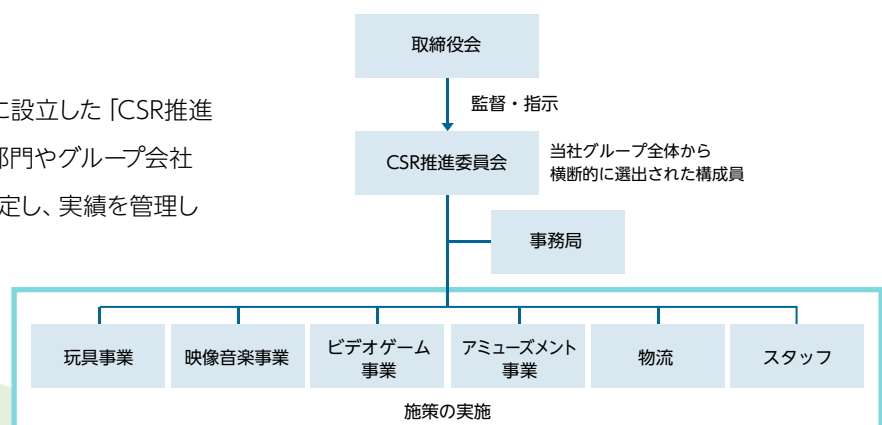 取締役会
監督・指示
に設立した「CSR推進
部門やグループ会社
定し、実績を管理し
CSR推進委員会
当社グループ全体から
横断的に選出された構成員
事務局
玩具事業
映像音楽事業
ビデオゲーム
事業
アミューズメント
事業
物流
スタッフ
施策の実施